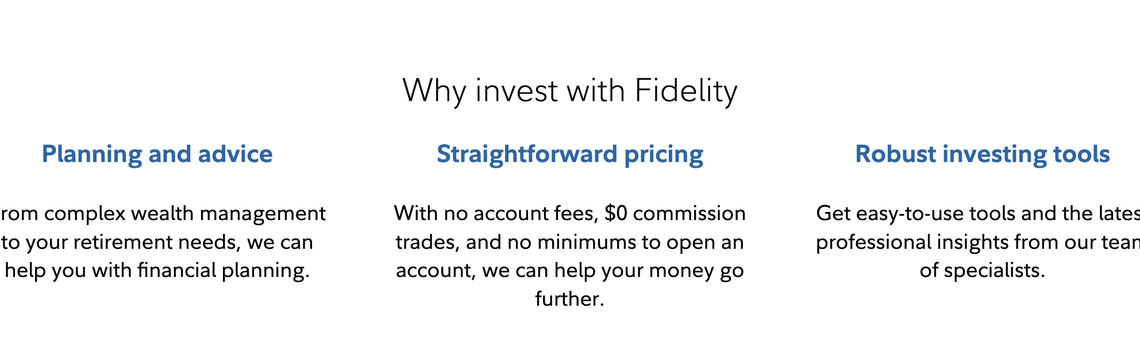 Why invest with Fidelity
Planning and advice
rom complex wealth management
to your retirement needs, we can
help you with financial planning.
Straightforward pricing
With no account fees, $0 commission
trades, and no minimums to open an
account, we can help your money go
further.
Robust investing tools
Get easy-to-use tools and the lates
professional insights from our tean
of specialists.